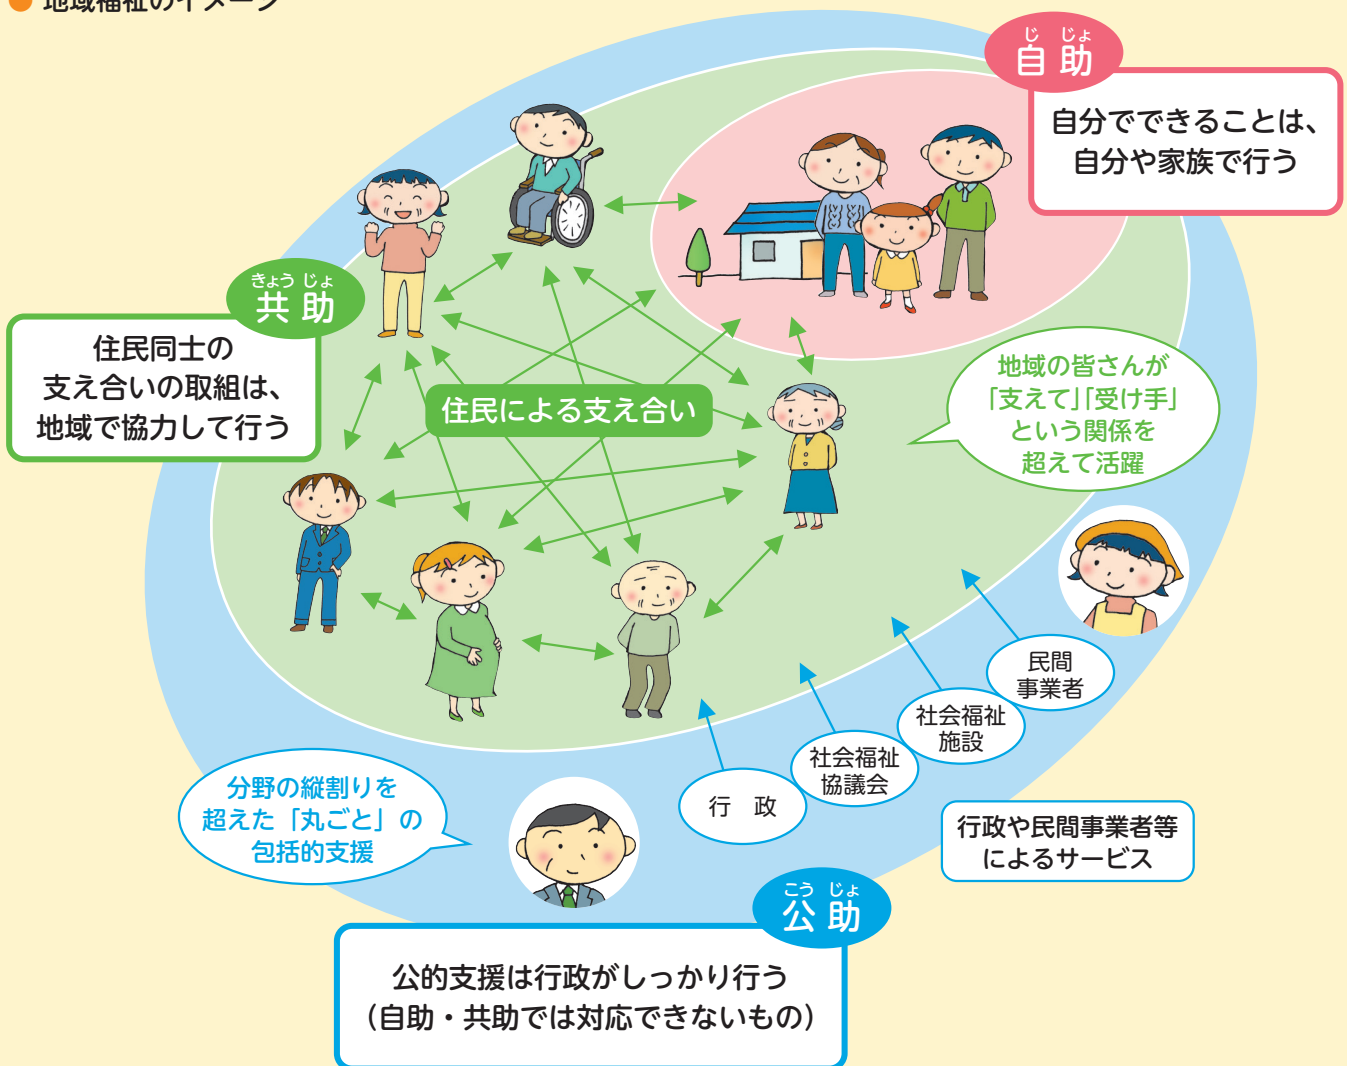 ● 地域福祉のイメージ
じ じょ
自助
自分でできることは、
自分や家族で行う
きょう じょ
共助
住民同士の
支え合いの取組は、
地域で協力して行う
住民による支え合い
地域の皆さんが
「支えて」「受け手」
という関係を
超えて活躍
民間
事業者
社会福祉
施設
社会福祉
協議会
行　政
分野の縦割りを
超えた「丸ごと」の
包括的支援
行政や民間事業者等
によるサービス
こう じょ
公助
公的支援は行政がしっかり行う
（自助・共助では対応できないもの）